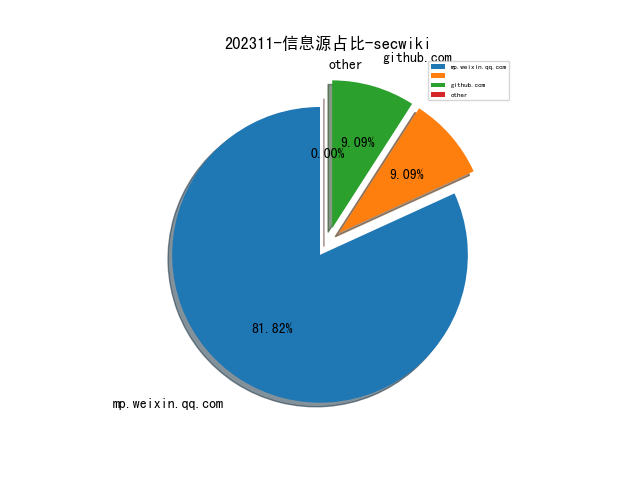 202311-信息源占比-secwiki
github.com
other
mp.weixin.qq.com
github.com
other
9.09%
0.00%
9.09%
81.82%
mp.weixin.qq.com